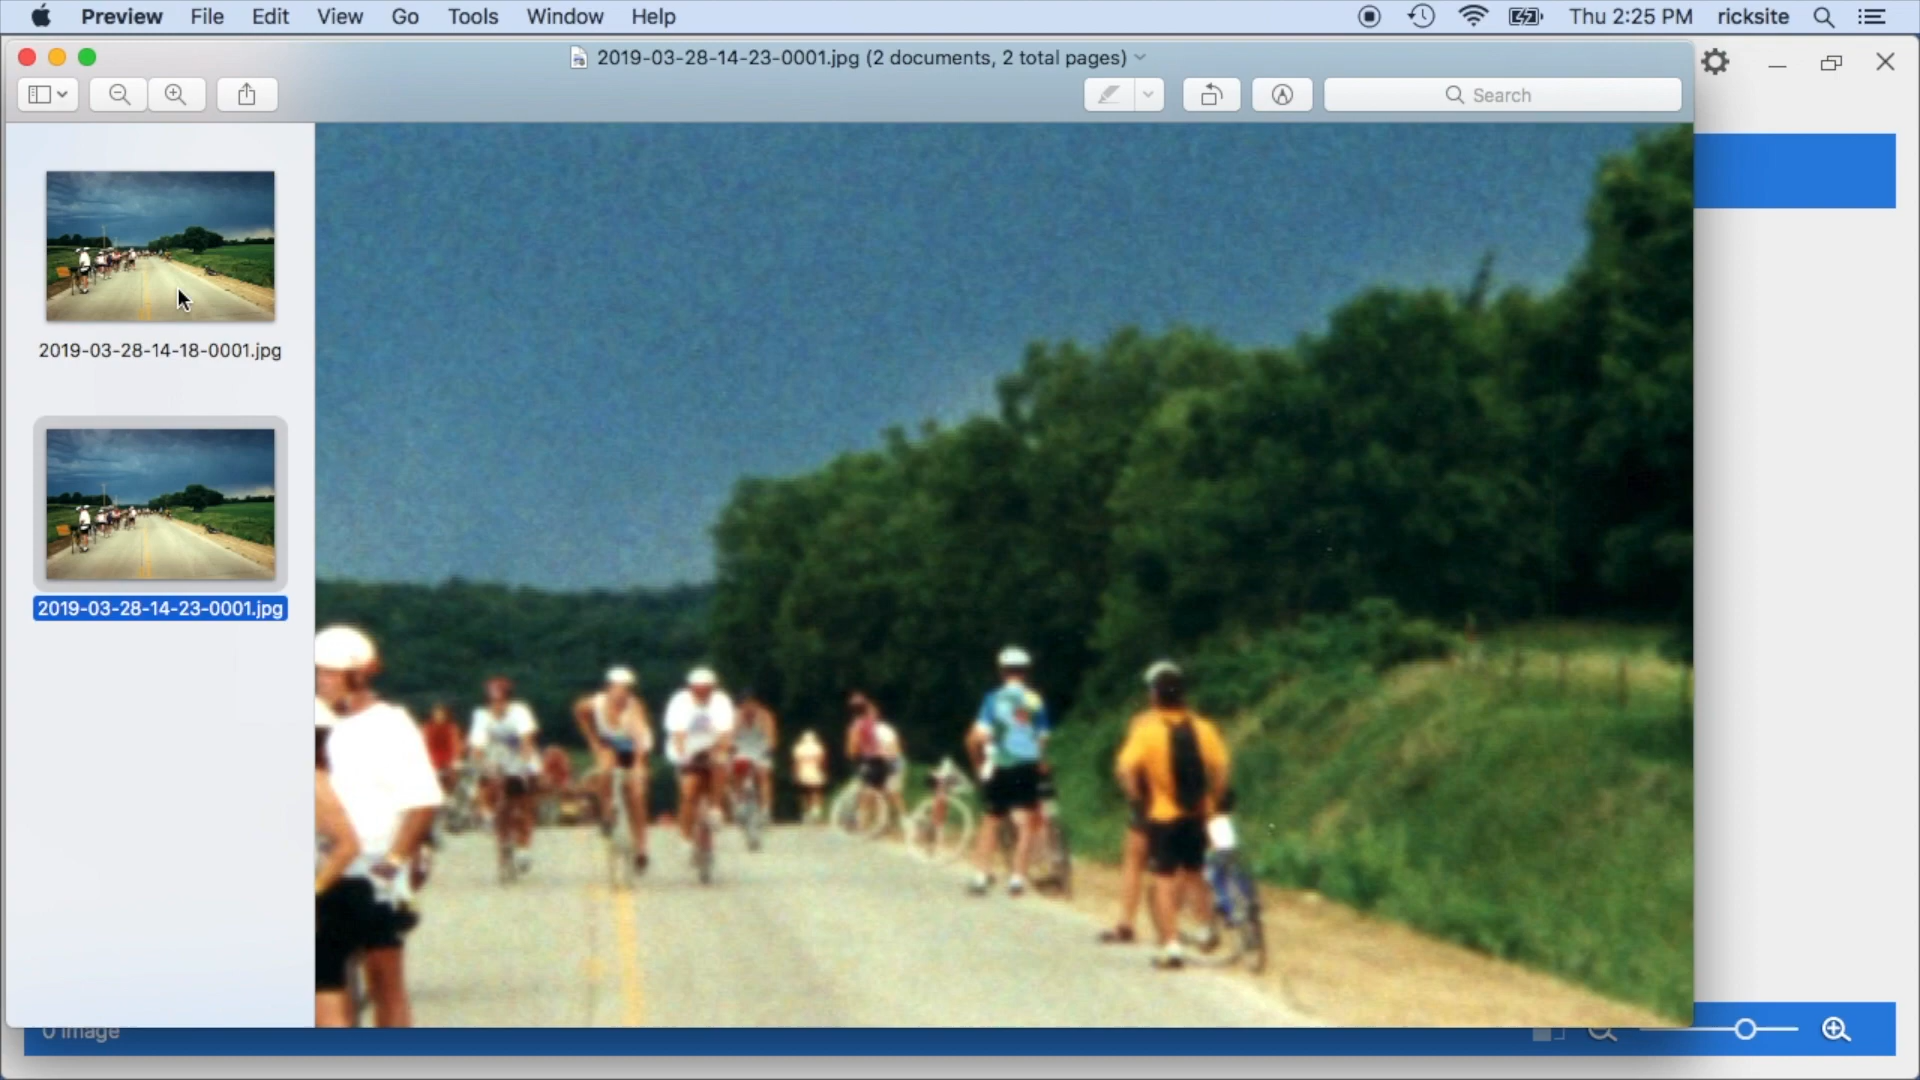 Preview File Edit View Go Tools Window Help Thu 2:25 PM ricksite
2019-03-28-14-23-0001.jpg (2 documents, 2 total pages)
Search
2019-03-28-14-18-0001.jpg
2019-03-28-14-23-0001.jpg
0 image